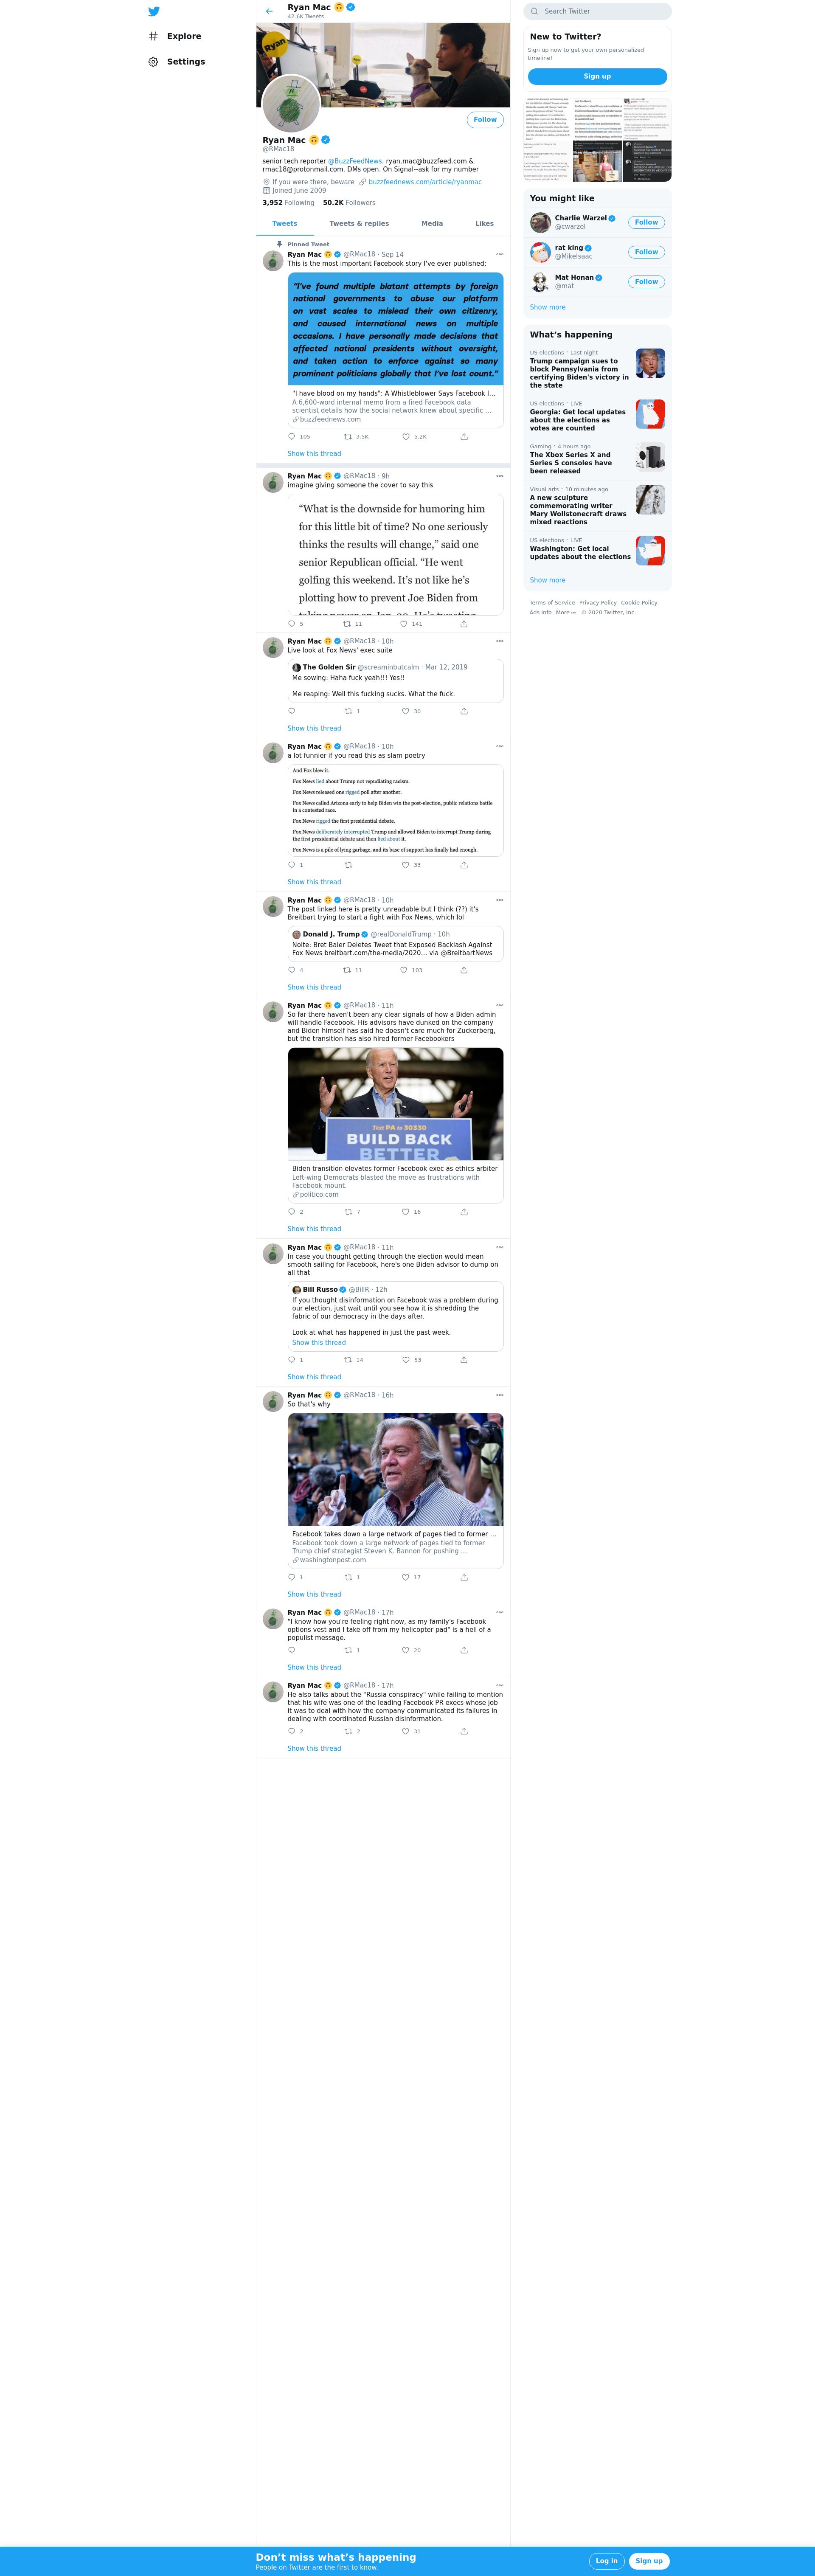 Explore
Settings
Ryan Mac 🙃
42.6K Tweets
Ryan
Follow
Ryan Mac 🙃
@RMac18
senior tech reporter @BuzzFeedNews. ryan.mac@buzzfeed.com &
rmac18@protonmail.com. DMs open. On Signal--ask for my number
If you were there, beware buzzfeednews.com/article/ryanmac
Joined June 2009
3,952 Following 50.2K Followers
Tweets Tweets & replies Media Likes
Pinned Tweet
Ryan Mac 🙃 @RMac18 · Sep 14
This is the most important Facebook story I've ever published:
"I've found multiple blatant attempts by foreign
national governments to abuse our platform
on vast scales to mislead their own citizenry,
and caused international news on multiple
occasions. I have personally made decisions that
affected national presidents without oversight,
and taken action to enforce against so many
prominent politicians globally that I've lost count."
"I have blood on my hands": A Whistleblower Says Facebook I...
A 6,600-word internal memo from a fired Facebook data
scientist details how the social network knew about specific ...
buzzfeednews.com
105 3.5K 5.2K
Show this thread
Ryan Mac 🙃 @RMac18 · 9h
imagine giving someone the cover to say this
“What is the downside for humoring him
for this little bit of time? No one seriously
thinks the results will change,” said one
senior Republican official. “He went
golfing this weekend. It’s not like he’s
plotting how to prevent Joe Biden from
taking power on Jan. 20. He’s tweeting
5 11 141
Ryan Mac 🙃 @RMac18 · 10h
Live look at Fox News' exec suite
The Golden Sir @screaminbutcalm · Mar 12, 2019
Me sowing: Haha fuck yeah!!! Yes!!
Me reaping: Well this fucking sucks. What the fuck.
1 30
Show this thread
Ryan Mac 🙃 @RMac18 · 10h
a lot funnier if you read this as slam poetry
And Fox blew it.
Fox News lied about Trump not repudiating racism.
Fox News released one rigged poll after another.
Fox News called Arizona early to help Biden win the post-election, public relations battle
in a contested race.
Fox News rigged the first presidential debate.
Fox News deliberately interrupted Trump and allowed Biden to interrupt Trump during
the first presidential debate and then lied about it.
Fox News is a pile of lying garbage, and its base of support has finally had enough.
1 33
Show this thread
Ryan Mac 🙃 @RMac18 · 10h
The post linked here is pretty unreadable but I think (??) it's
Breitbart trying to start a fight with Fox News, which lol
Donald J. Trump @realDonaldTrump · 10h
Nolte: Bret Baier Deletes Tweet that Exposed Backlash Against
Fox News breitbart.com/the-media/2020… via @BreitbartNews
4 11 103
Show this thread
Ryan Mac 🙃 @RMac18 · 11h
So far there haven't been any clear signals of how a Biden admin
will handle Facebook. His advisors have dunked on the company
and Biden himself has said he doesn't care much for Zuckerberg,
but the transition has also hired former Facebookers
Text PA to 30330
BUILD BACK
BETTER
Biden transition elevates former Facebook exec as ethics arbiter
Left-wing Democrats blasted the move as frustrations with
Facebook mount.
politico.com
2 7 16
Show this thread
Ryan Mac 🙃 @RMac18 · 11h
In case you thought getting through the election would mean
smooth sailing for Facebook, here's one Biden advisor to dump on
all that
Bill Russo @BillR · 12h
If you thought disinformation on Facebook was a problem during
our election, just wait until you see how it is shredding the
fabric of our democracy in the days after.
Look at what has happened in just the past week.
Show this thread
1 14 53
Show this thread
Ryan Mac 🙃 @RMac18 · 16h
So that's why
Facebook takes down a large network of pages tied to former ...
Facebook took down a large network of pages tied to former
Trump chief strategist Steven K. Bannon for pushing ...
washingtonpost.com
1 1 17
Show this thread
Ryan Mac 🙃 @RMac18 · 17h
"I know how you're feeling right now, as my family's Facebook
options vest and I take off from my helicopter pad" is a hell of a
populist message.
1 20
Show this thread
Ryan Mac 🙃 @RMac18 · 17h
He also talks about the "Russia conspiracy" while failing to mention
that his wife was one of the leading Facebook PR execs whose job
it was to deal with how the company communicated its failures in
dealing with coordinated Russian disinformation.
2 2 31
Show this thread
Search Twitter
New to Twitter?
Sign up now to get your own personalized
timeline!
Sign up
You might like
Charlie Warzel
@cwarzel
Follow
rat king
@MikeIsaac
Follow
Mat Honan
@mat
Follow
Show more
What’s happening
US elections · Last night
Trump campaign sues to
block Pennsylvania from
certifying Biden's victory in
the state
US elections · LIVE
Georgia: Get local updates
about the elections as
votes are counted
Gaming · 4 hours ago
The Xbox Series X and
Series S consoles have
been released
Visual arts · 10 minutes ago
A new sculpture
commemorating writer
Mary Wollstonecraft draws
mixed reactions
US elections · LIVE
Washington: Get local
updates about the elections
Show more
Terms of Service Privacy Policy Cookie Policy
Ads info More © 2020 Twitter, Inc.
Don’t miss what’s happening
People on Twitter are the first to know.
Log in
Sign up